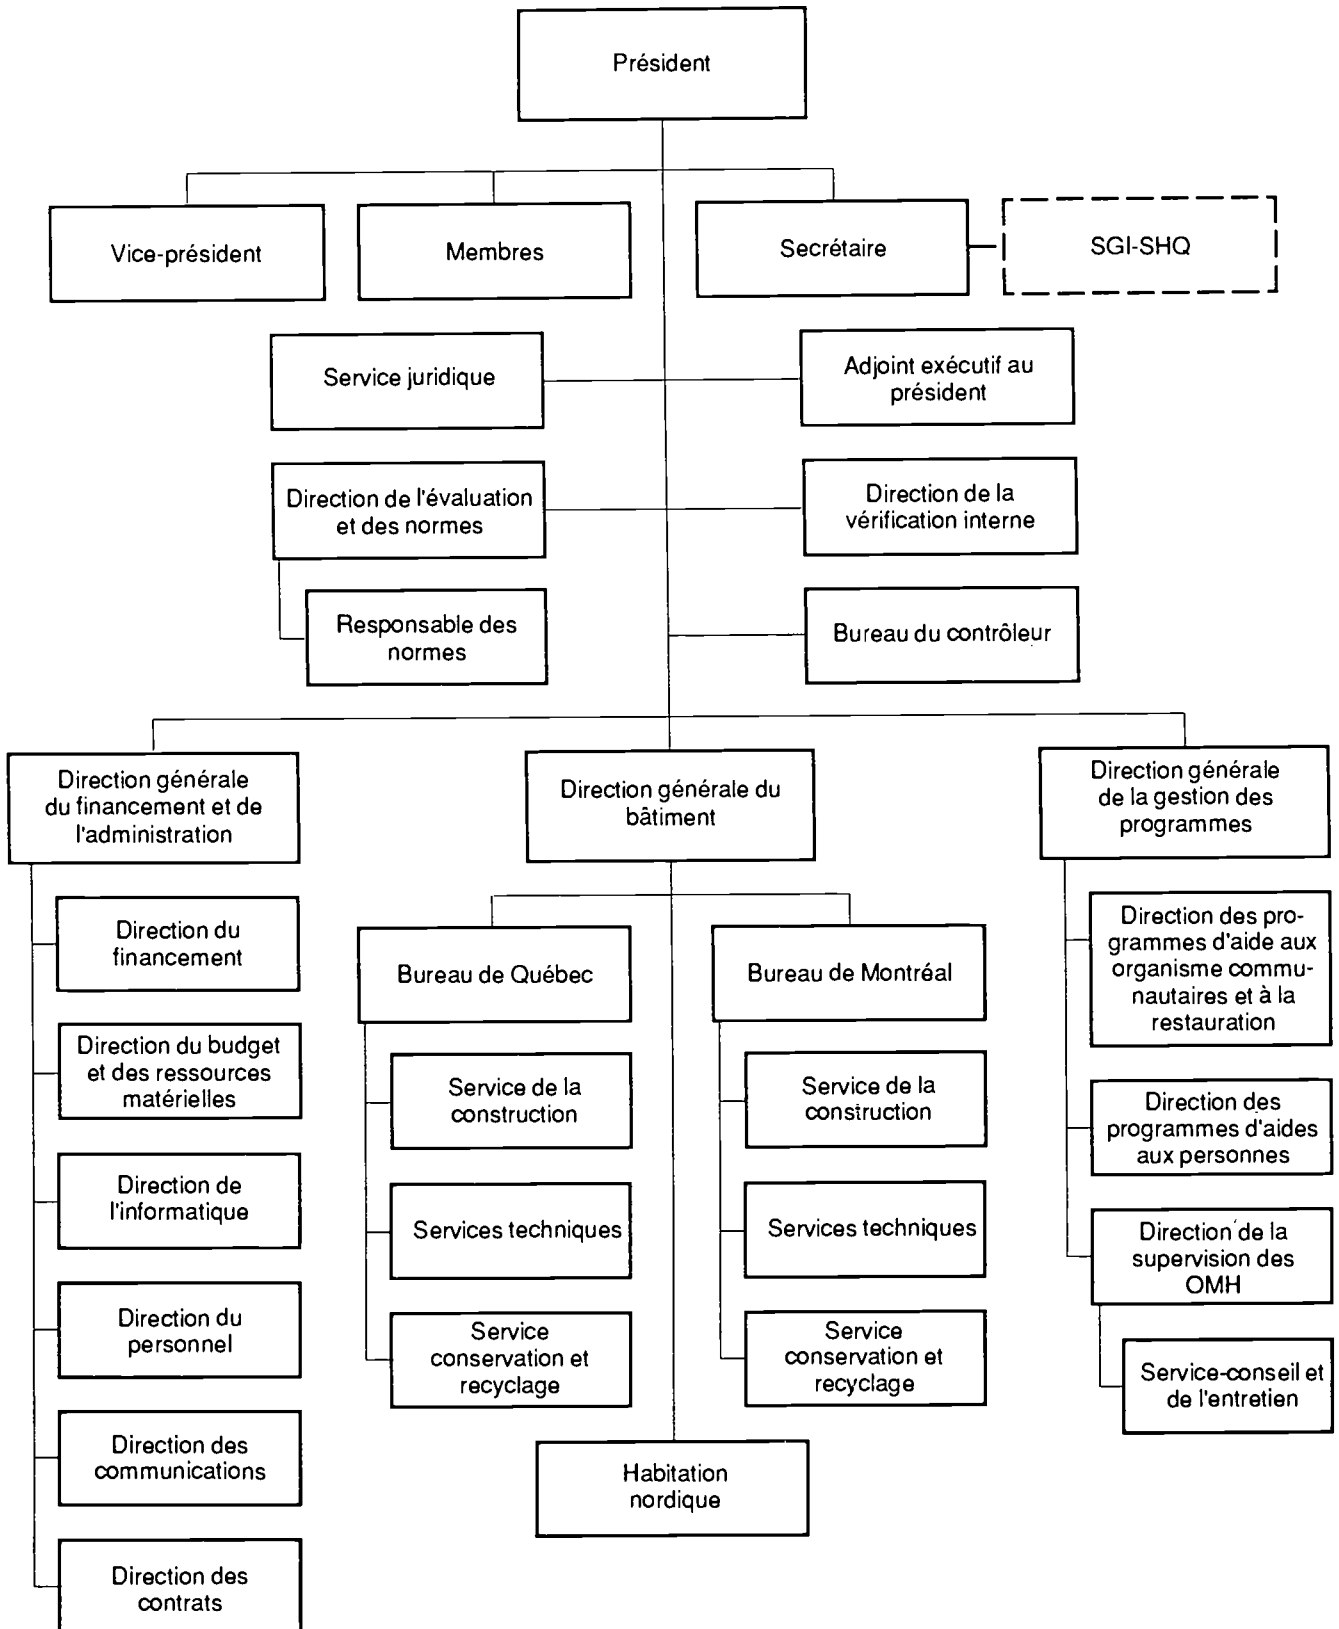 Président
Vice-président
Membres
Secrétaire
SGI-SHQ
Service juridique
Adjoint exécutif au
président
Direction de l'évaluation
et des normes
Direction de la
vérification interne
Responsable des
normes
Bureau du contrôleur
Direction générale
du financement et de
l'administration
Direction du
financement
Direction du budget
et des ressources
matérielles
Direction de
l'informatique
Direction du
personnel
Direction des
communications
Direction des
contrats
Direction générale du
bâtiment
Bureau de Québec
Service de la
construction
Services techniques
Service
conservation et
recyclage
Bureau de Montréal
Service de la
construction
Services techniques
Service
conservation et
recyclage
Habitation
nordique
Direction générale
de la gestion des
programmes
Direction des pro-
grammes d'aide aux
organisme commu-
nautaires et à la
restauration
Direction des
programmes d'aides
aux personnes
Direction de la
supervision des
OMH
Service-conseil et
de l'entretien